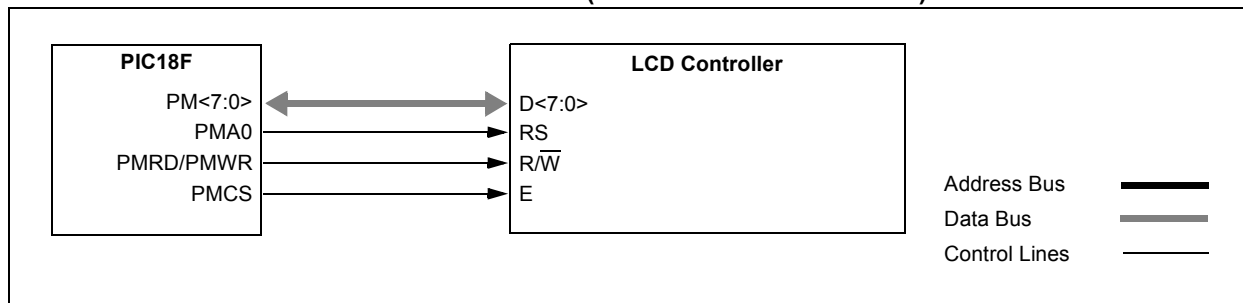 PIC18F
LCD Controller
PM<7:0>
D<7:0>
PMA0
RS
PMRD/PMWR
R/W̅
PMCS
E
Address Bus
Data Bus
Control Lines